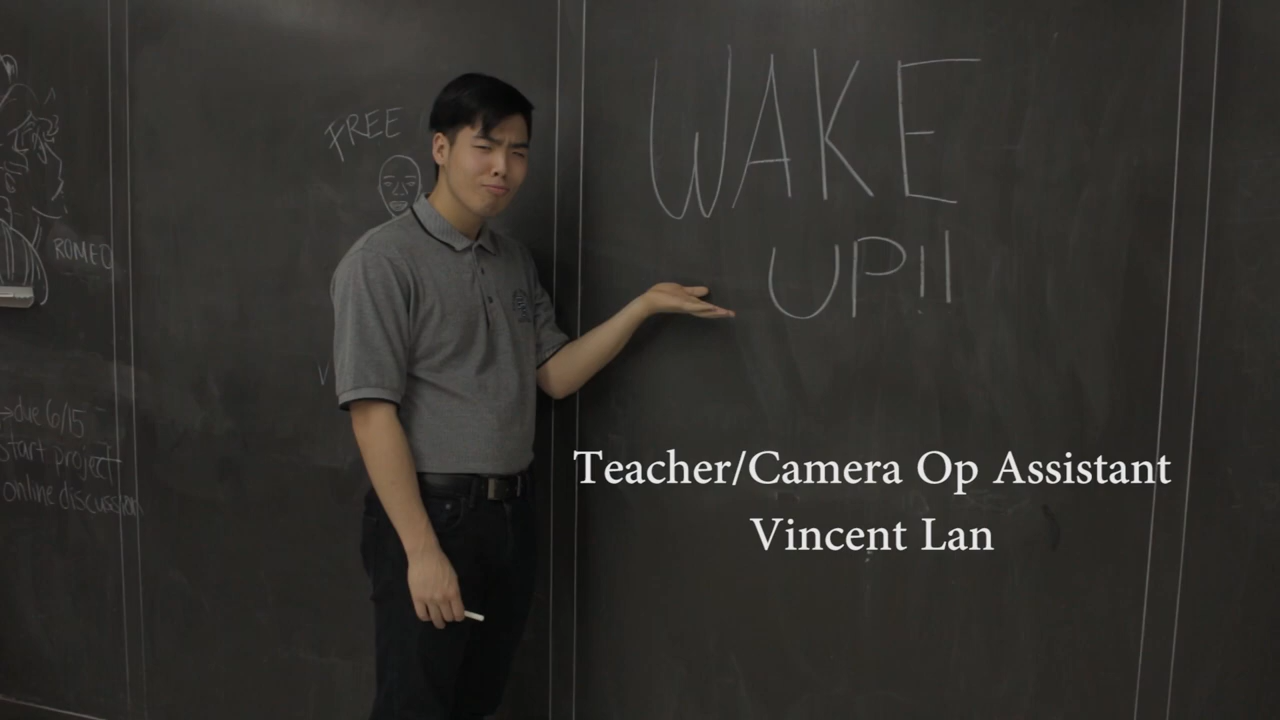 FREE
WAKE
UP!!
ROMEO
due 6/15
start project
online discussion
Teacher/Camera Op Assistant
Vincent Lan